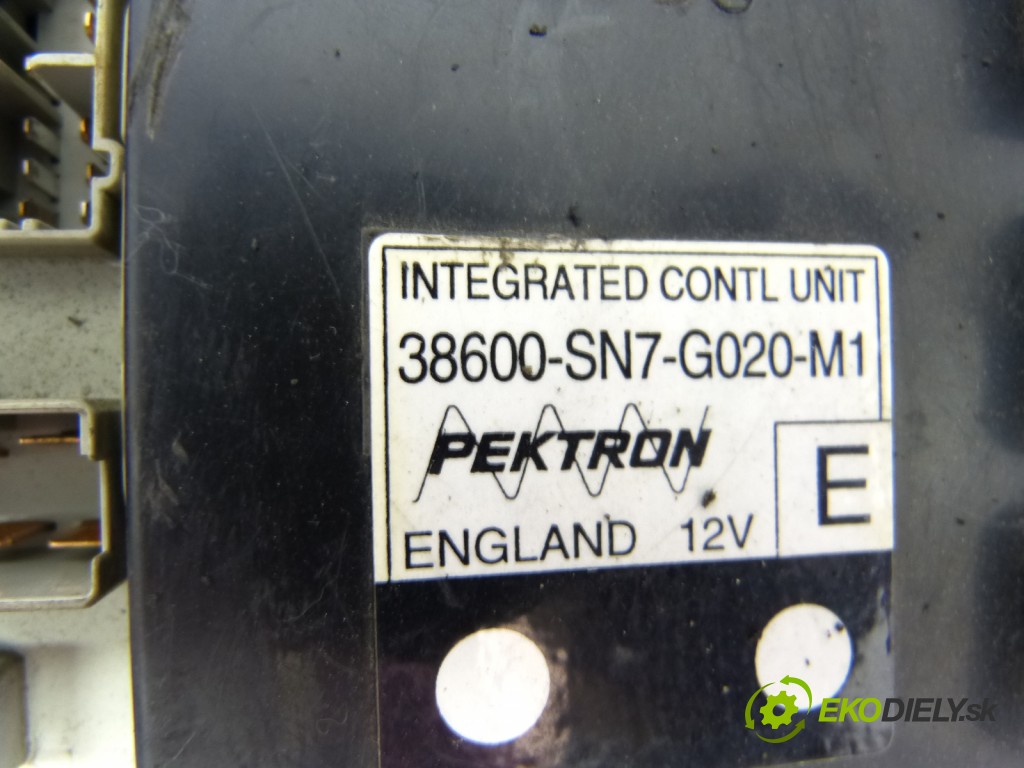 INTEGRATED CONTL UNIT
38600-SN7-G020-M1
PEKTRON
E
ENGLAND 12V
EKODIELY.sk